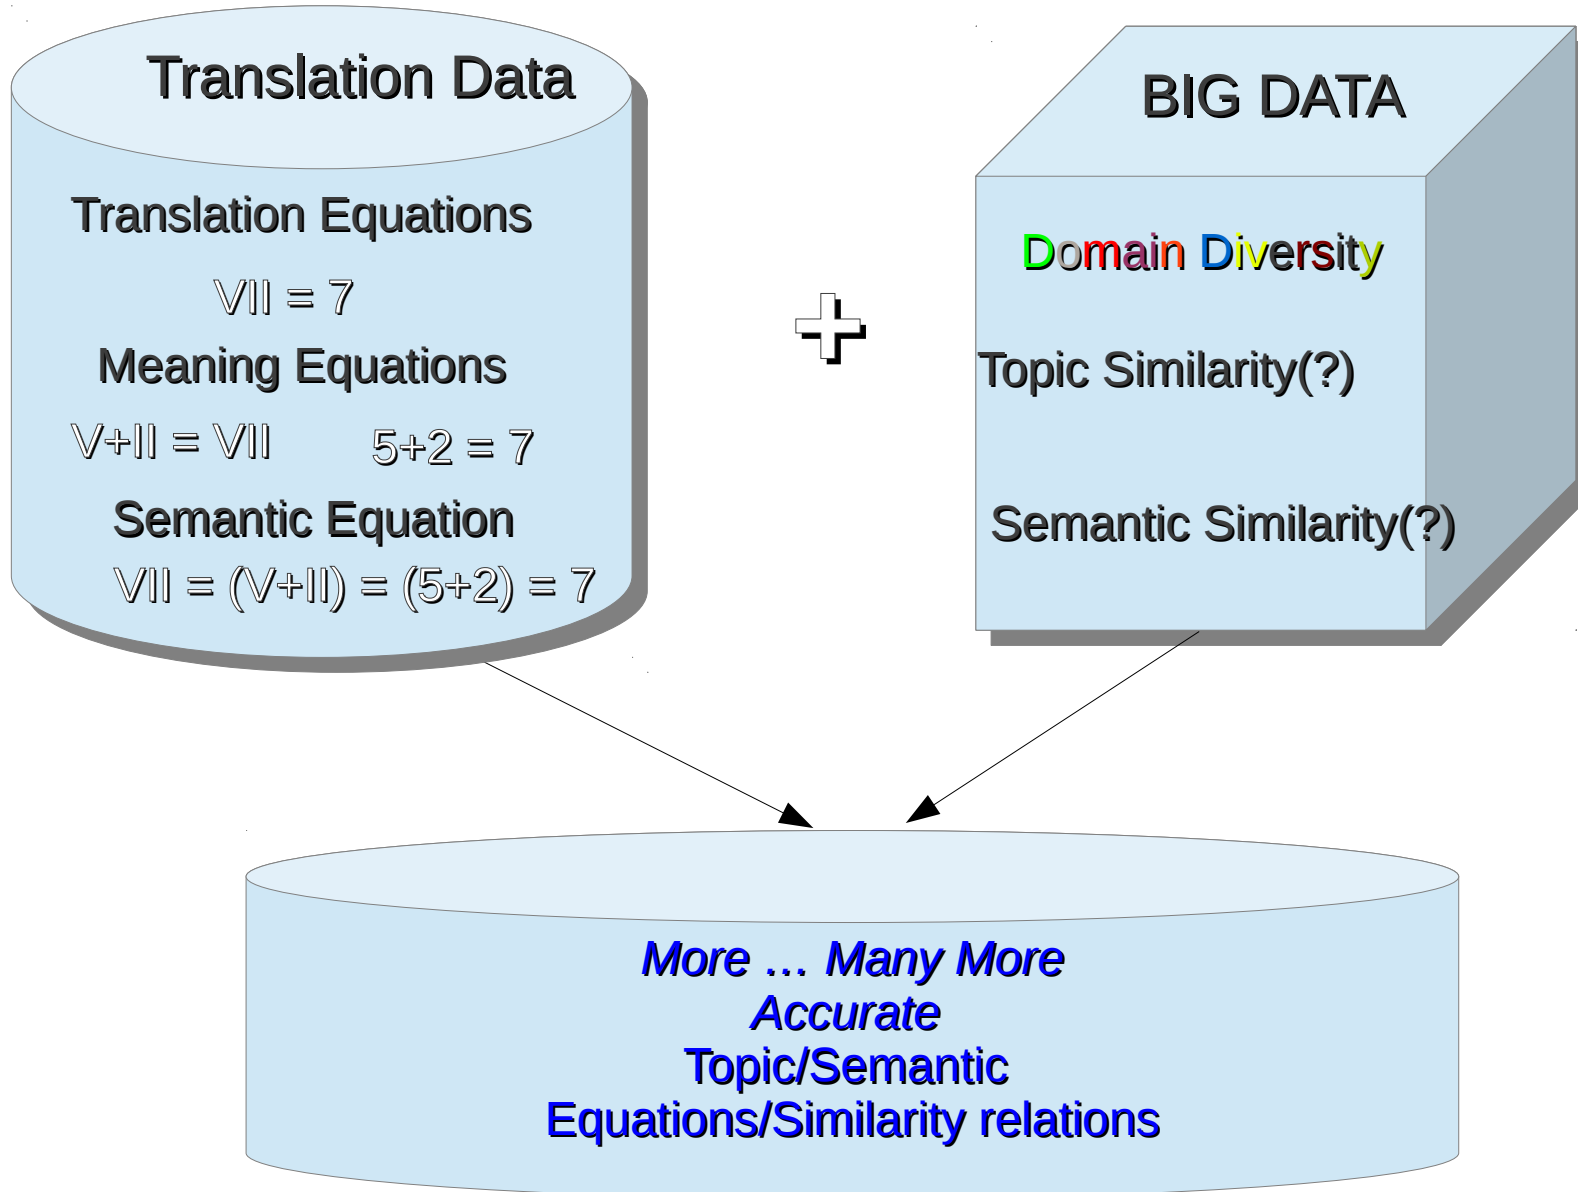 Translation Data
Translation Equations
VII = 7
Meaning Equations
V+II = VII
5+2 = 7
Semantic Equation
VII = (V+II) = (5+2) = 7
BIG DATA
Domain Diversity
Topic Similarity(?)
Semantic Similarity(?)
More … Many More
Accurate
Topic/Semantic
Equations/Similarity relations